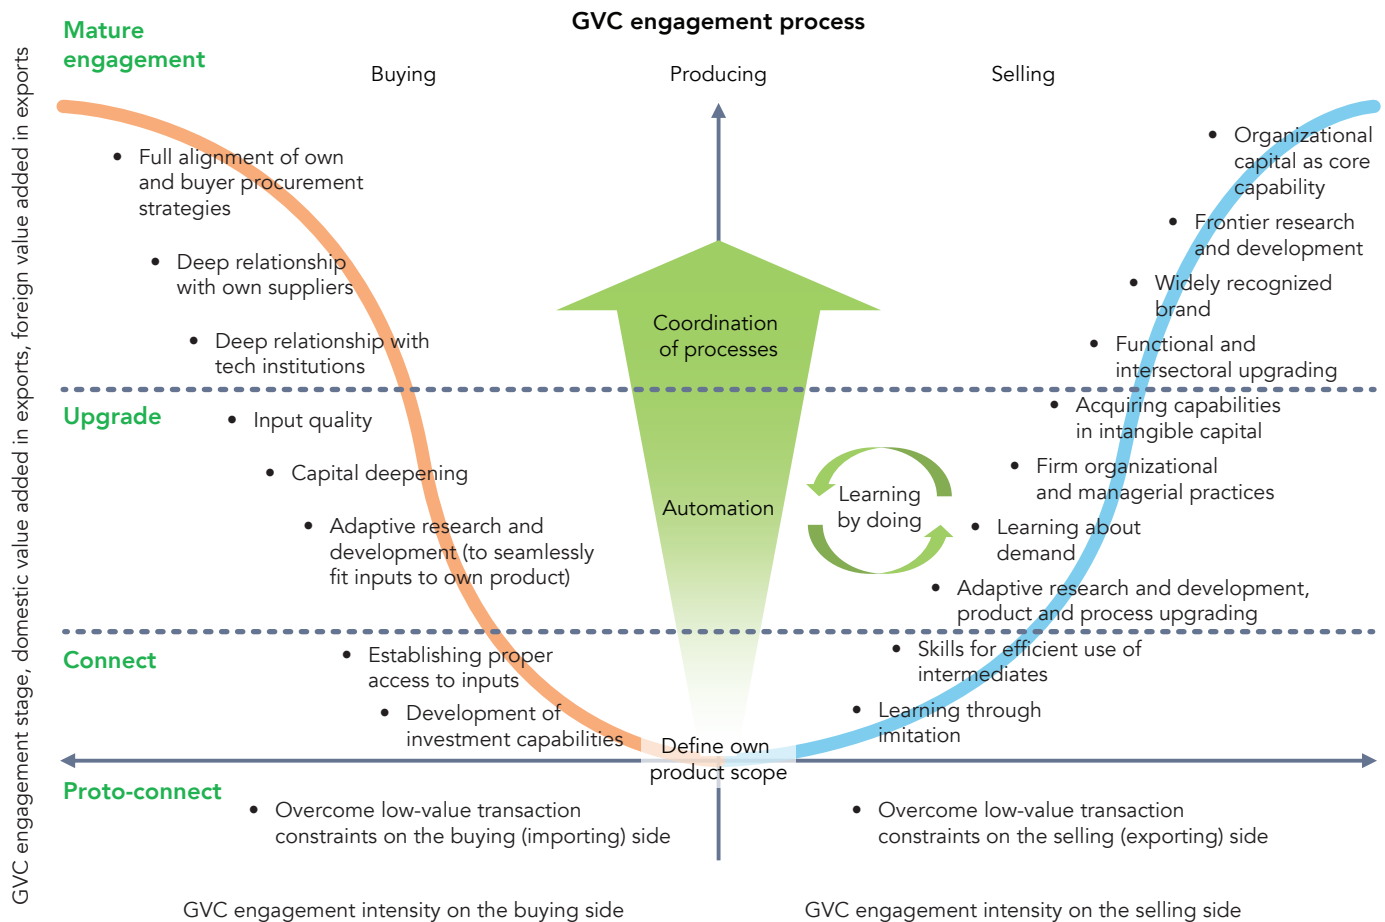 GVC engagement process
Mature
engagement
Buying
Producing
Selling
GVC engagement stage, domestic value added in exports, foreign value added in exports
• Full alignment of own
and buyer procurement
strategies
• Deep relationship
with own suppliers
• Deep relationship with
tech institutions
Coordination
of processes
• Organizational
capital as core
capability
• Frontier research
and development
• Widely recognized
brand
• Functional and
intersectoral upgrading
Upgrade
• Input quality
• Capital deepening
• Adaptive research and
development (to seamlessly
fit inputs to own product)
Automation
Learning
by doing
• Acquiring capabilities
in intangible capital
• Firm organizational
and managerial practices
• Learning about
demand
• Adaptive research and development,
product and process upgrading
Connect
• Establishing proper
access to inputs
• Development of
investment capabilities
Define own
product scope
• Skills for efficient use of
intermediates
• Learning through
imitation
Proto-connect
• Overcome low-value transaction
constraints on the buying (importing) side
• Overcome low-value transaction
constraints on the selling (exporting) side
GVC engagement intensity on the buying side
GVC engagement intensity on the selling side